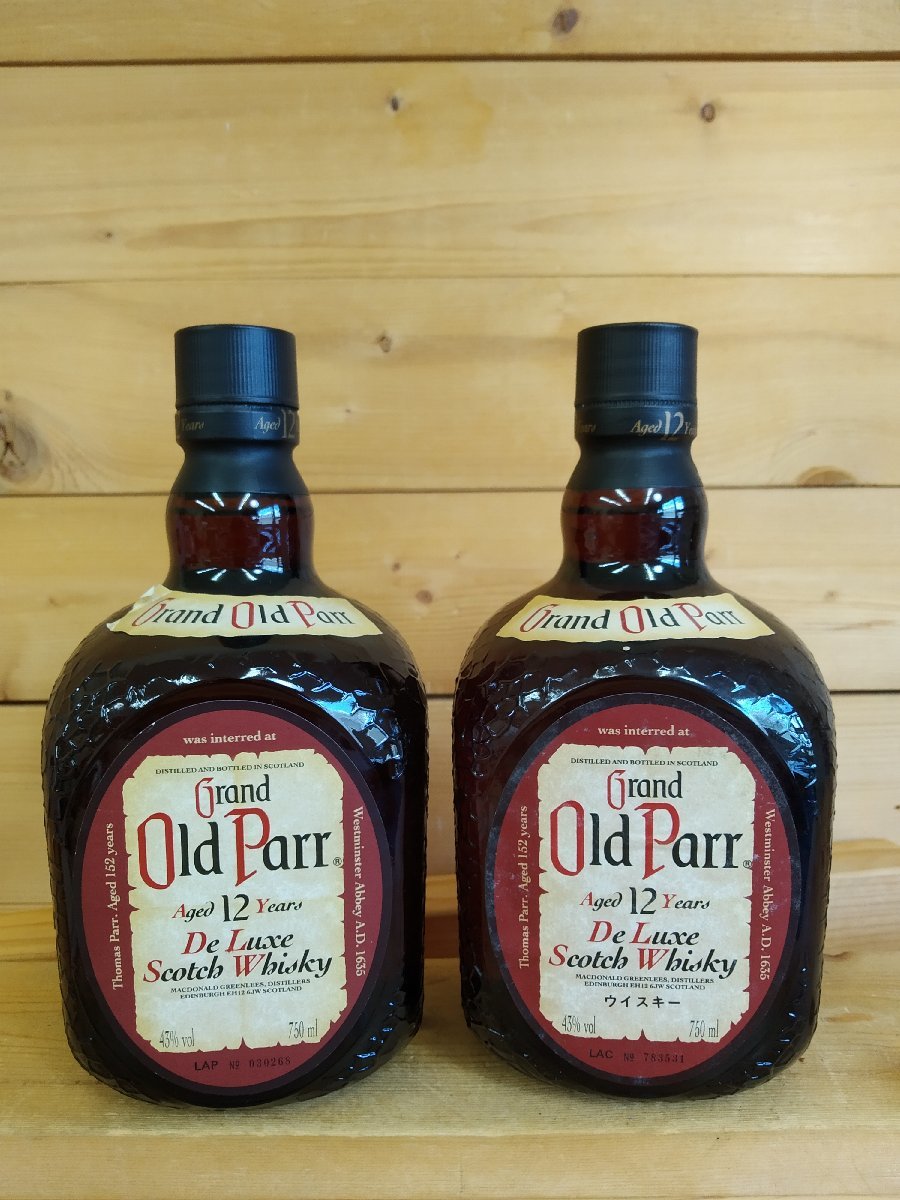 Years Aged 12
Grand Old Parr
was interred at
Thomas Parr. Aged 152 years
Westminster Abbey A.D. 1635
DISTILLED AND BOTTLED IN SCOTLAND
Grand
Old Parr®
Aged 12 Years
De Luxe
Scotch Whisky
MACDONALD GREENLEES, DISTILLERS
EDINBURGH EH12 6JW SCOTLAND
43% vol 750 ml
LAP Nº 030268
Aged 12
Grand Old Parr
was interred at
Thomas Parr. Aged 152 years
Westminster Abbey A.D. 1635
DISTILLED AND BOTTLED IN SCOTLAND
Grand
Old Parr®
Aged 12 Years
De Luxe
Scotch Whisky
MACDONALD GREENLEES, DISTILLERS
EDINBURGH EH12 6JW SCOTLAND
ウイスキー
43% vol 750 ml
LAC Nº 783531